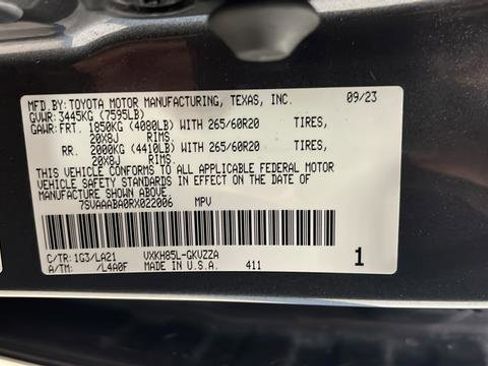 MFD.BY:TOYOTA MOTOR MANUFACTURING, TEXAS, INC. 09/23
GVWR: 3445KG (7595LB)
GAWR:FRT. 1850KG (4080LB) WITH 265/60R20 TIRES,
20X8J RIMS.
RR. 2000KG (4410LB) WITH 265/60R20 TIRES,
20X8J RIMS.
THIS VEHICLE CONFORMS TO ALL APPLICABLE FEDERAL MOTOR
VEHICLE SAFETY STANDARDS IN EFFECT ON THE DATE OF
MANUFACTURE SHOWN ABOVE.
7SVAAABA0RX022006 MPV
C/TR:1G3/LA21 VXKH85L-GKVZZA
A/TM: /L4A0F MADE IN U.S.A. 411 1